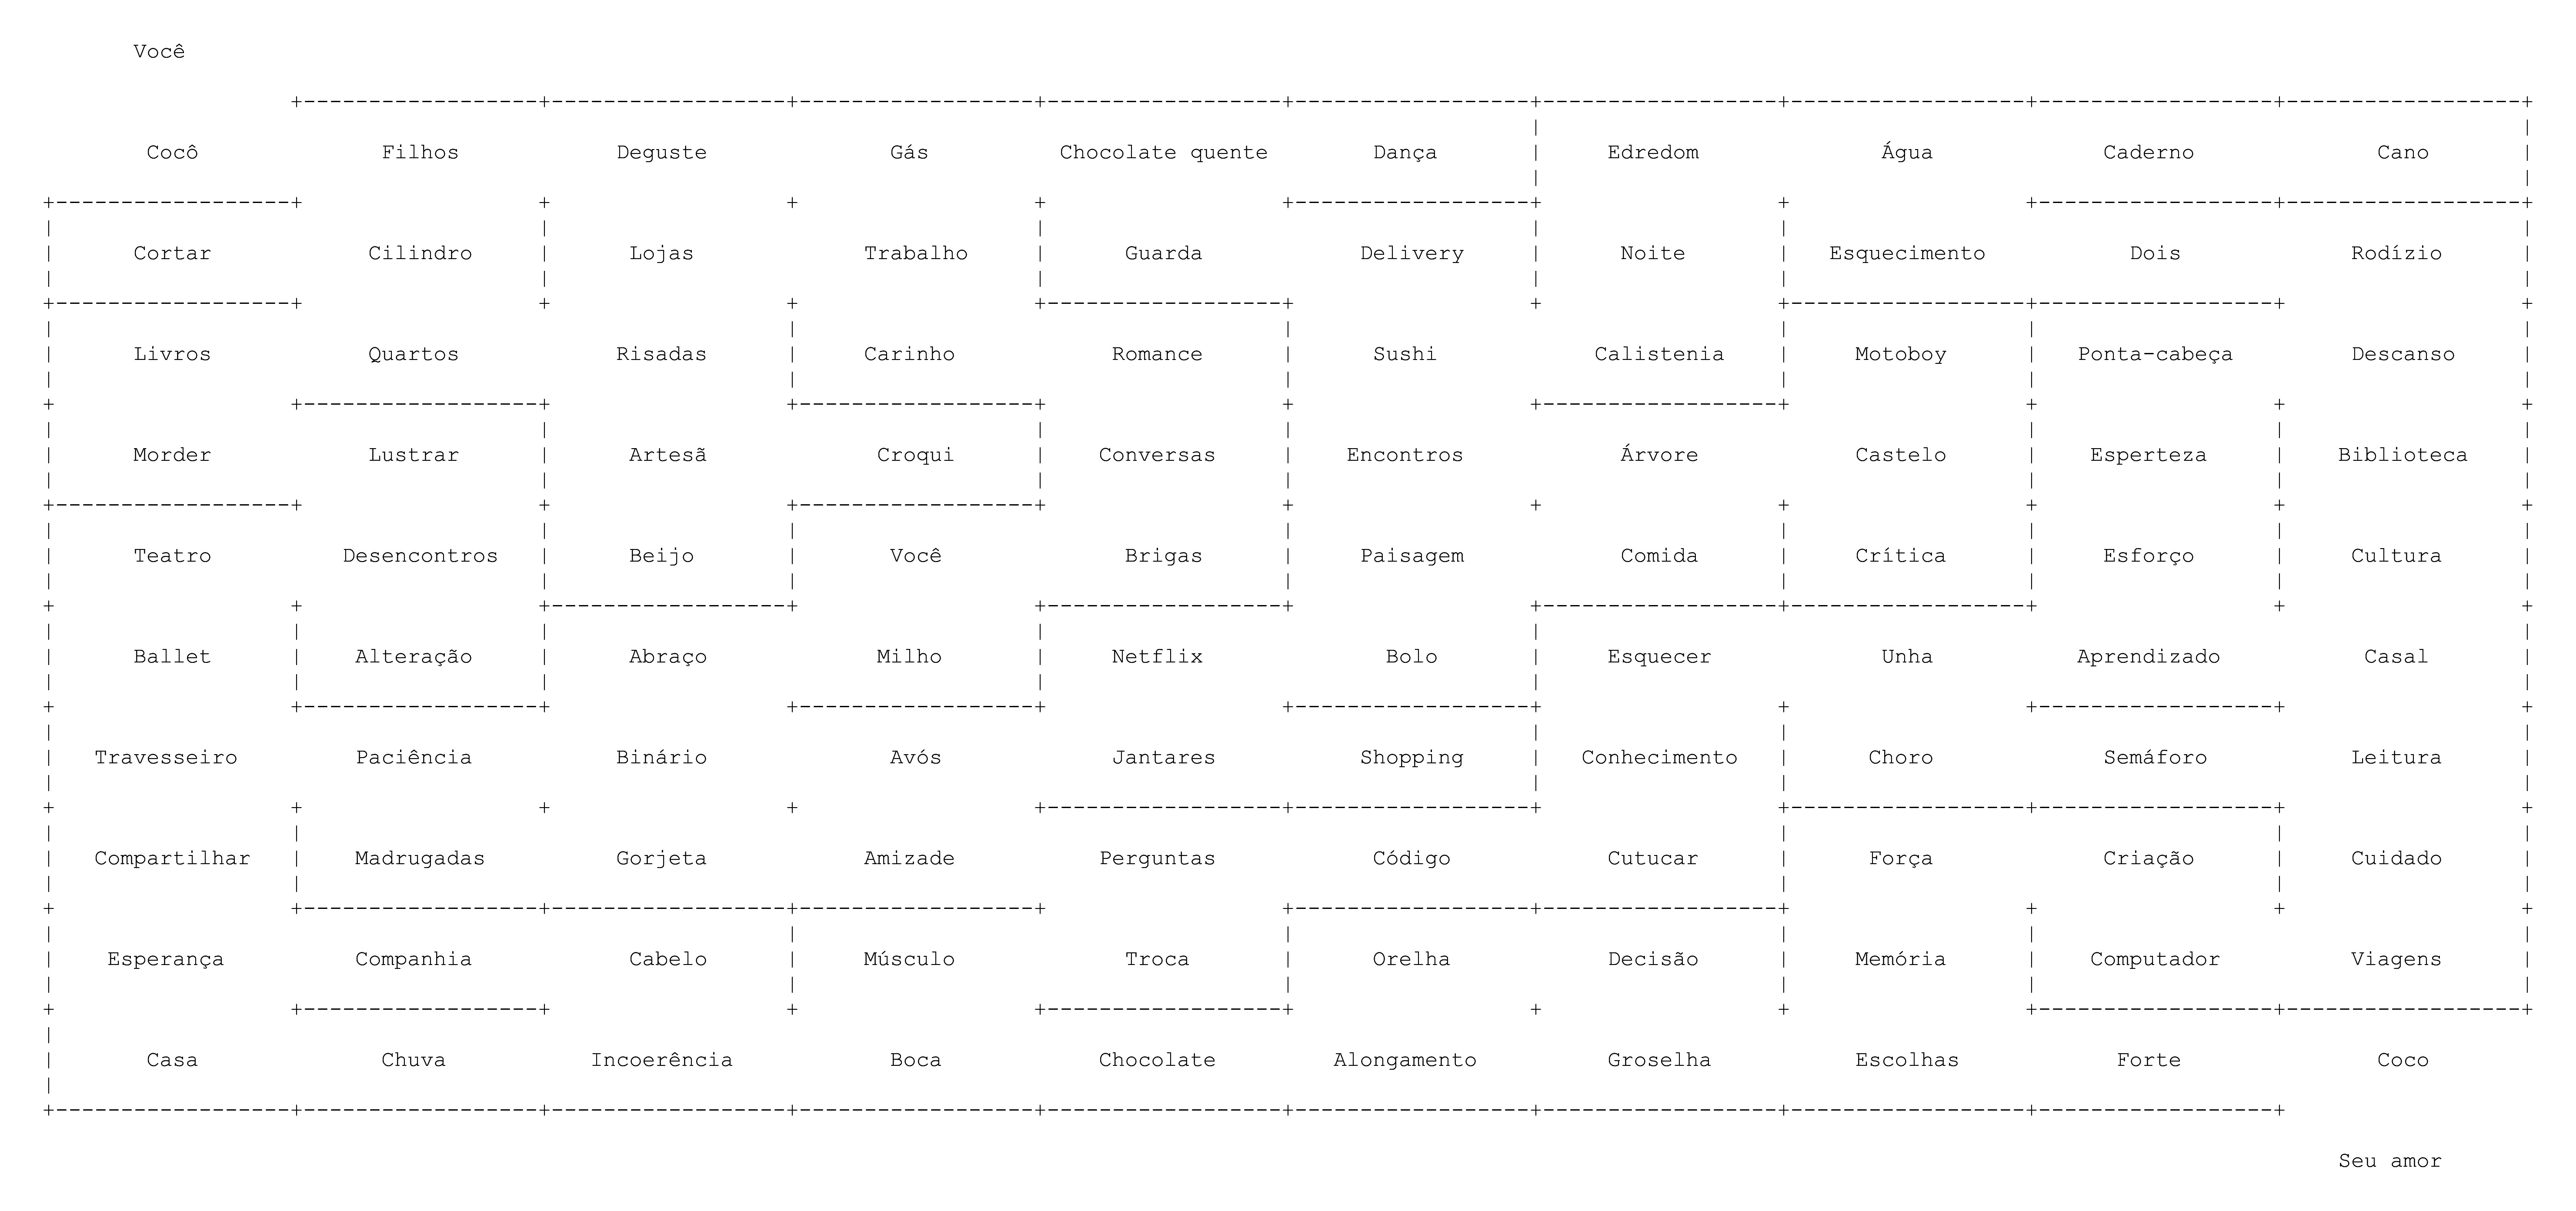 Você
Cocô Filhos Deguste Gás Chocolate quente Dança Edredom Água Caderno Cano
Cortar Cilindro Lojas Trabalho Guarda Delivery Noite Esquecimento Dois Rodízio
Livros Quartos Risadas Carinho Romance Sushi Calistenia Motoboy Ponta-cabeça Descanso
Morder Lustrar Artesã Croqui Conversas Encontros Árvore Castelo Esperteza Biblioteca
Teatro Desencontros Beijo Você Brigas Paisagem Comida Crítica Esforço Cultura
Ballet Alteração Abraço Milho Netflix Bolo Esquecer Unha Aprendizado Casal
Travesseiro Paciência Binário Avós Jantares Shopping Conhecimento Choro Semáforo Leitura
Compartilhar Madrugadas Gorjeta Amizade Perguntas Código Cutucar Força Criação Cuidado
Esperança Companhia Cabelo Músculo Troca Orelha Decisão Memória Computador Viagens
Casa Chuva Incoerência Boca Chocolate Alongamento Groselha Escolhas Forte Coco
Seu amor